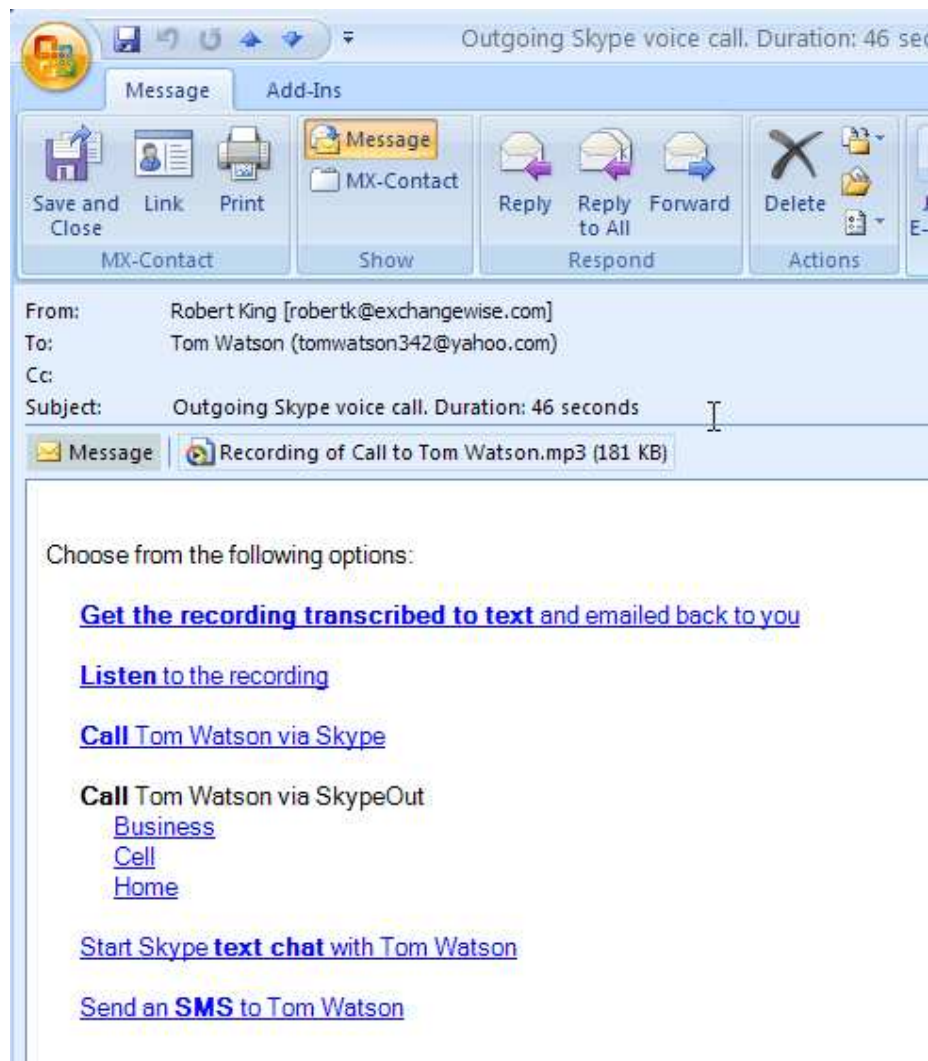 Outgoing Skype voice call. Duration: 46 sec
Message Add-Ins
Message
MX-Contact
Save and Close
Link
Print
Reply
Reply to All
Forward
Delete
E-
MX-Contact Show Respond Actions
From: Robert King [robertk@exchangewise.com]
To: Tom Watson (tomwatson342@yahoo.com)
Cc:
Subject: Outgoing Skype voice call. Duration: 46 seconds
Message Recording of Call to Tom Watson.mp3 (181 KB)
Choose from the following options:
Get the recording transcribed to text and emailed back to you
Listen to the recording
Call Tom Watson via Skype
Call Tom Watson via SkypeOut
Business
Cell
Home
Start Skype text chat with Tom Watson
Send an SMS to Tom Watson